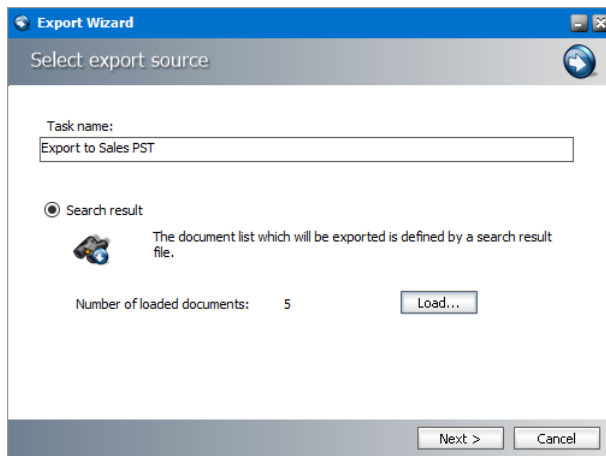 Export Wizard
Select export source
Task name:
Export to Sales PST
Search result
The document list which will be exported is defined by a search result
file.
Number of loaded documents: 5 Load...
Next > Cancel